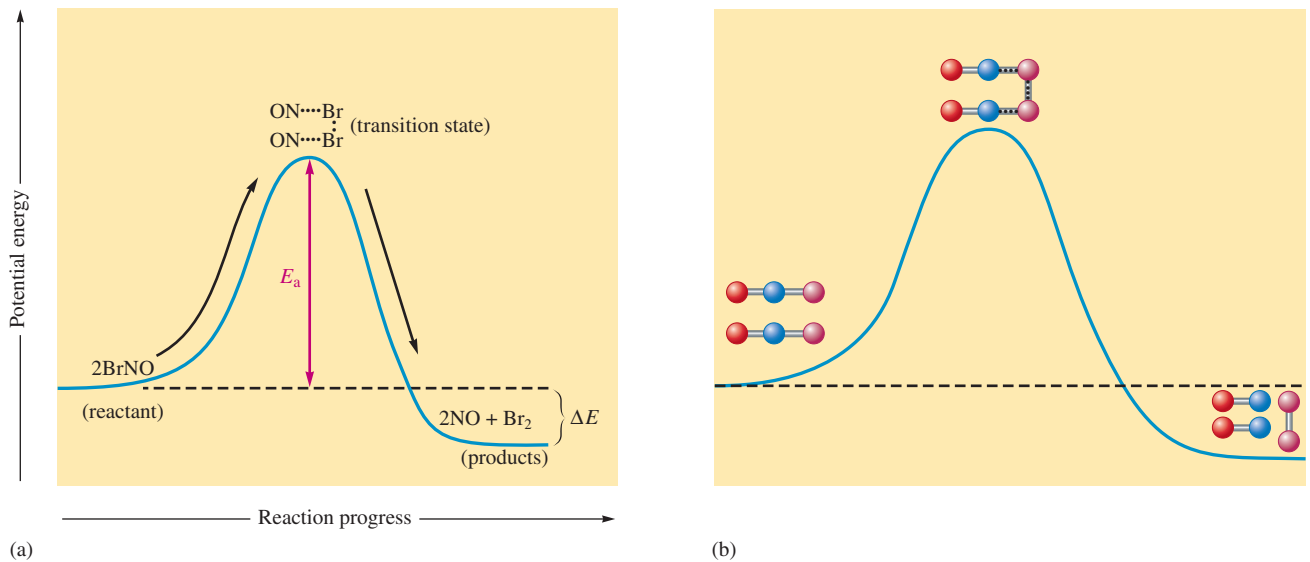 Potential energy
ON····Br
ON····Br
(transition state)
Eₐ
2BrNO
(reactant)
2NO + Br₂
(products)
ΔE
Reaction progress
(a)
(b)